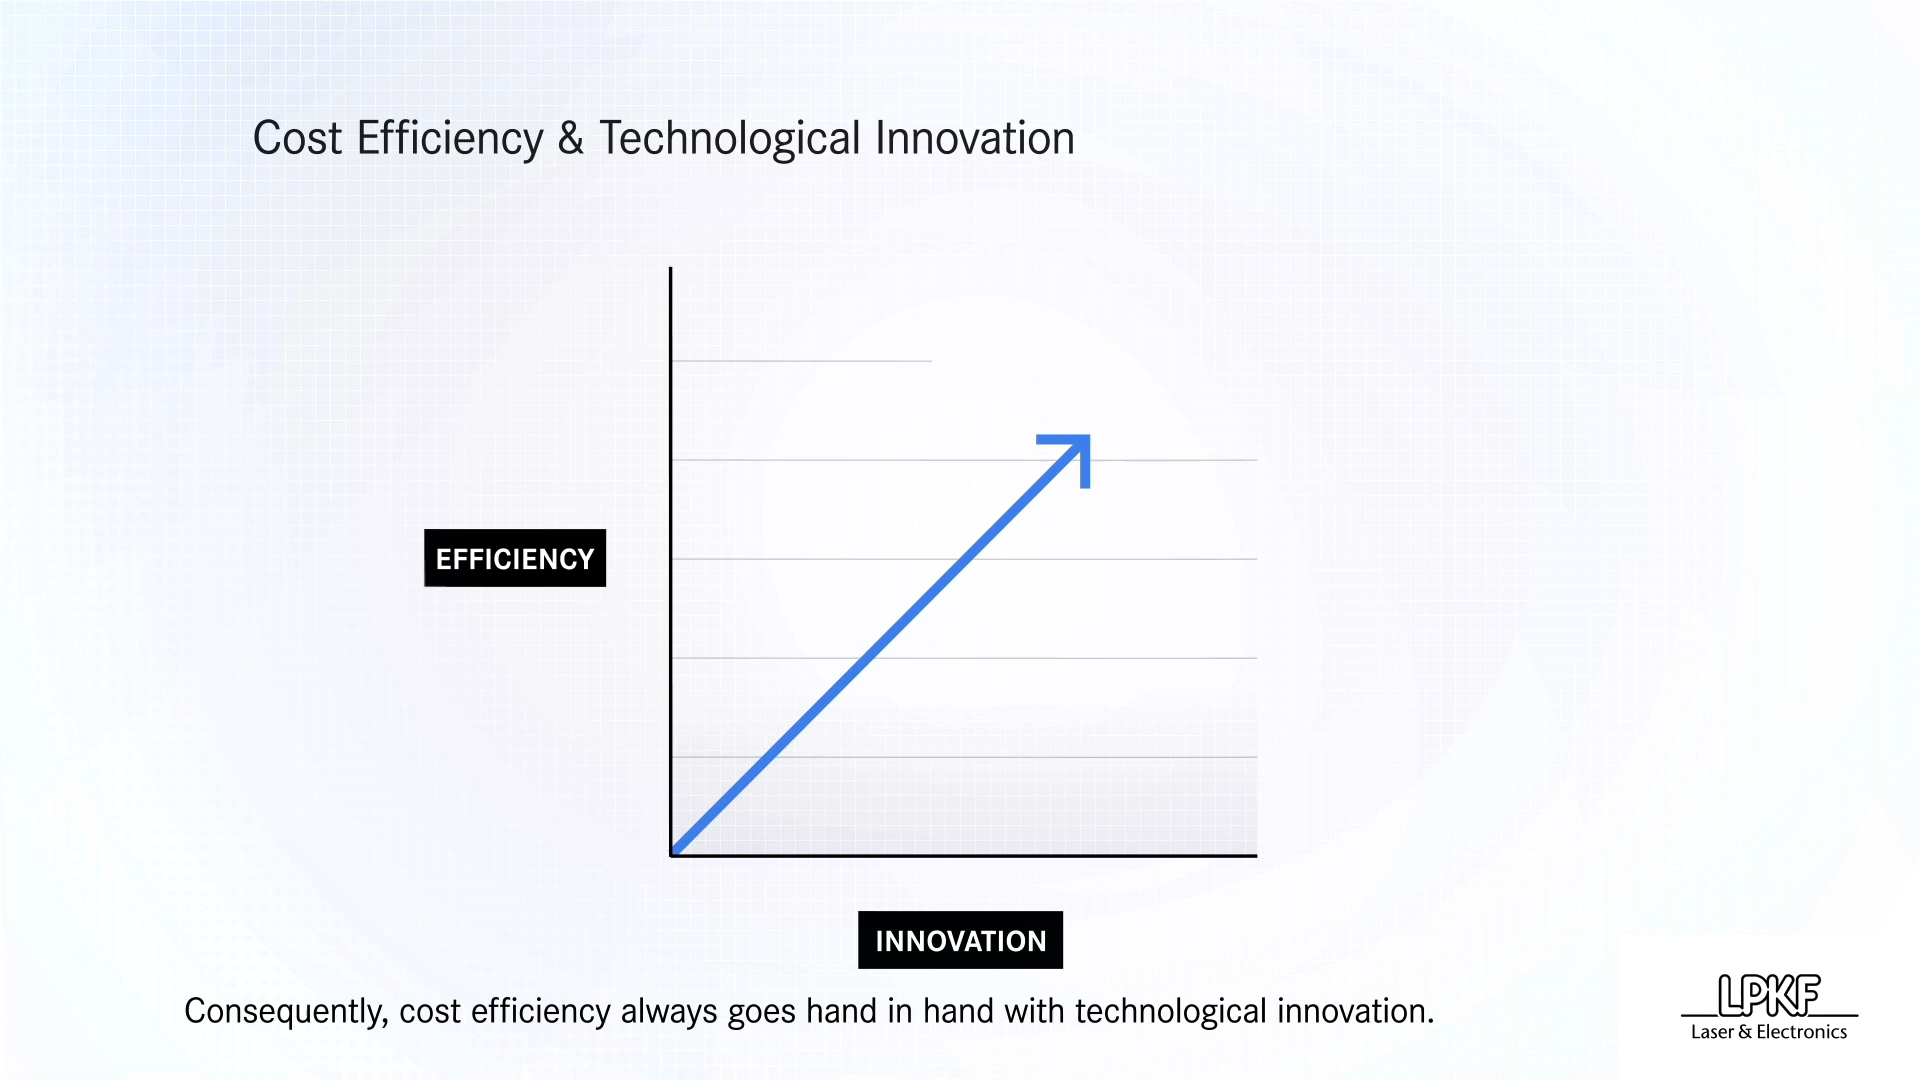 Cost Efficiency & Technological Innovation
EFFICIENCY
INNOVATION
Consequently, cost efficiency always goes hand in hand with technological innovation.
LPKF
Laser & Electronics